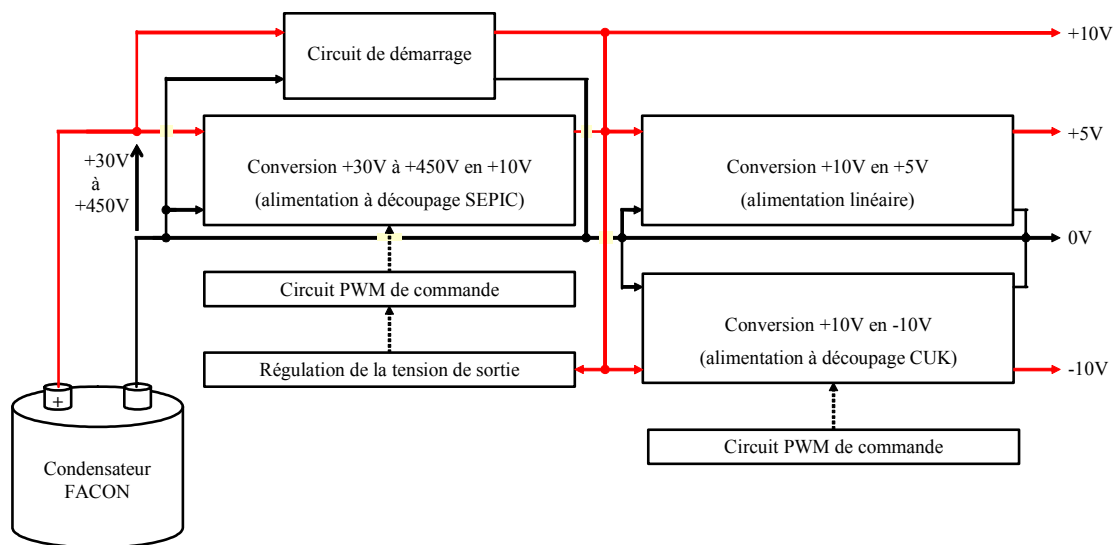 Circuit de démarrage
+10V
+30V
à
+450V
Conversion +30V à +450V en +10V
(alimentation à découpage SEPIC)
Conversion +10V en +5V
(alimentation linéaire)
+5V
0V
Circuit PWM de commande
Régulation de la tension de sortie
Conversion +10V en -10V
(alimentation à découpage CUK)
-10V
Circuit PWM de commande
+
Condensateur
FACON